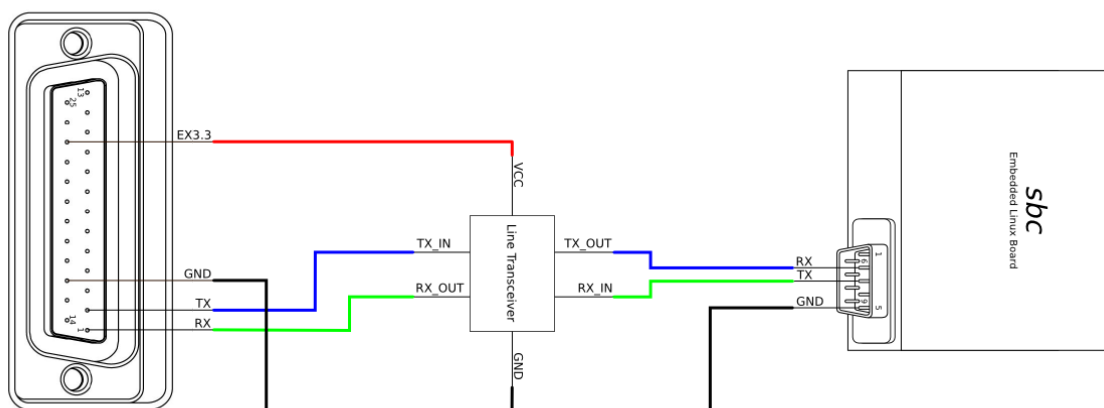 13
25
EX3.3
VCC
TX_IN
TX_OUT
Line Transceiver
RX_OUT
RX_IN
GND
TX
RX
14
1
GND
RX
TX
GND
1
6
9
5
sbc
Embedded Linux Board